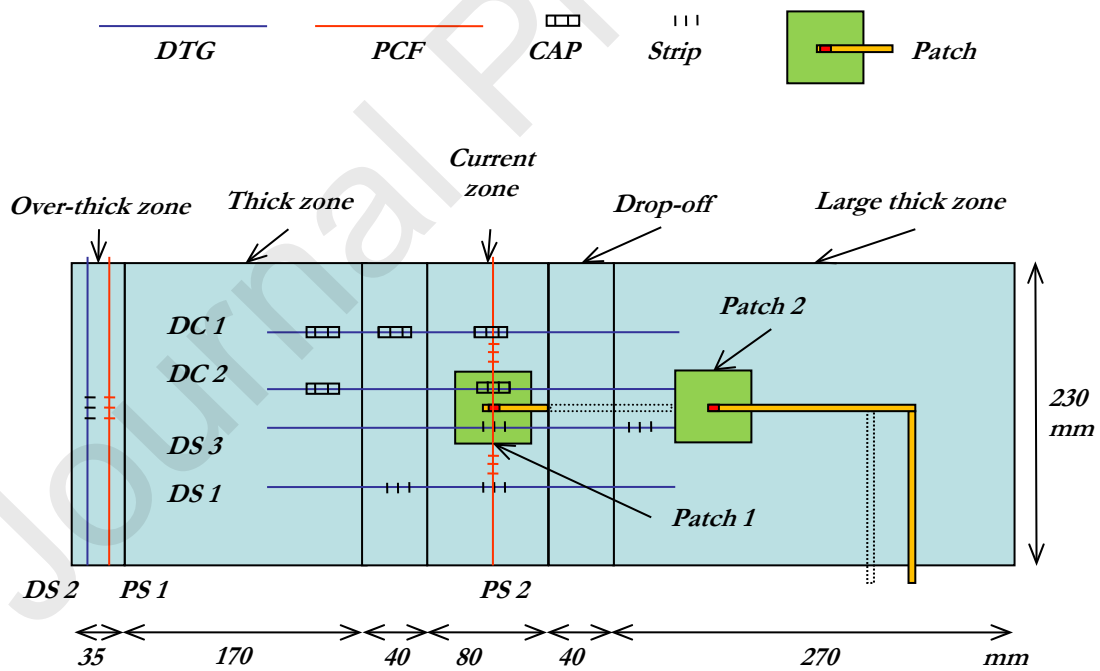 DTG
PCF
CAP
Strip
Patch
Journal Pr
Current
zone
Over-thick zone
Thick zone
Drop-off
Large thick zone
DC 1
Patch 2
DC 2
230
mm
DS 3
DS 1
Patch 1
DS 2
PS 1
PS 2
35
170
40
80
40
270
mm